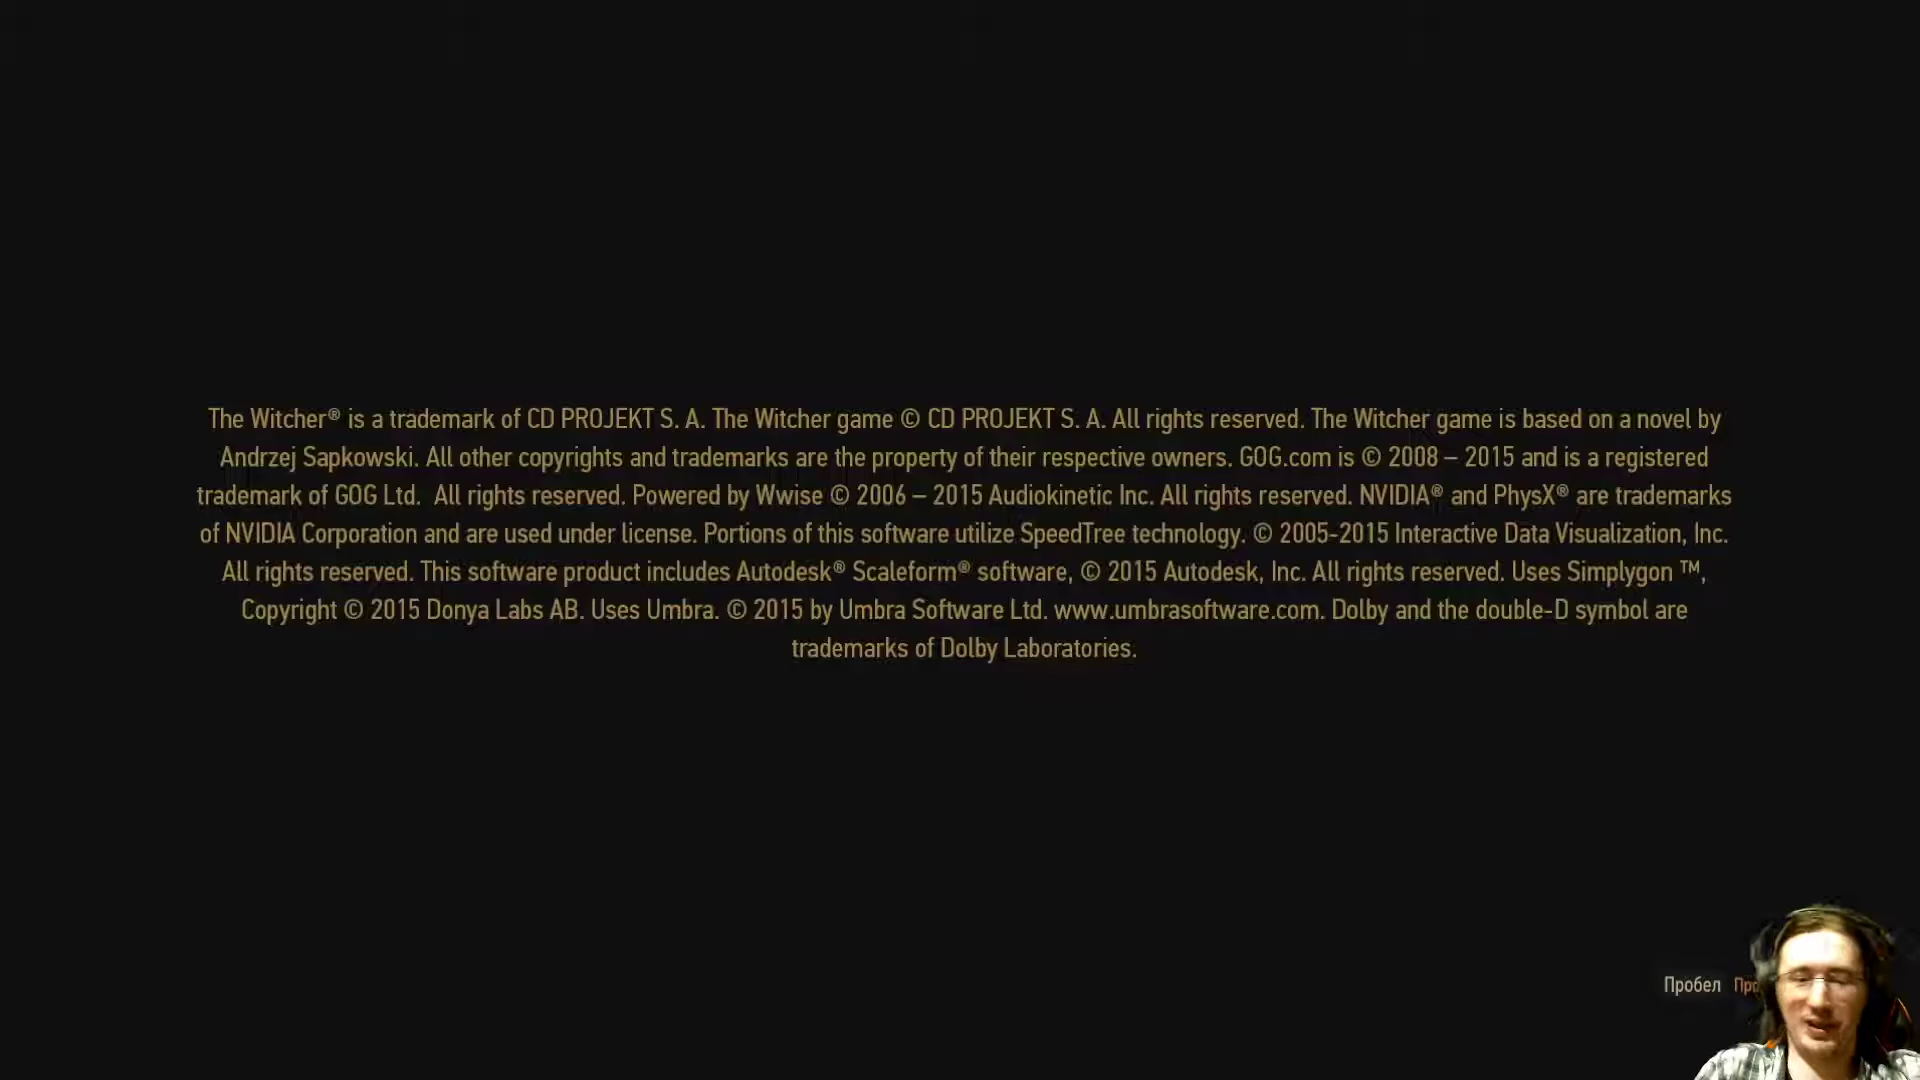 The Witcher® is a trademark of CD PROJEKT S. A. The Witcher game © CD PROJEKT S. A. All rights reserved. The Witcher game is based on a novel by
Andrzej Sapkowski. All other copyrights and trademarks are the property of their respective owners. GOG.com is © 2008 – 2015 and is a registered
trademark of GOG Ltd.  All rights reserved. Powered by Wwise © 2006 – 2015 Audiokinetic Inc. All rights reserved. NVIDIA® and PhysX® are trademarks
of NVIDIA Corporation and are used under license. Portions of this software utilize SpeedTree technology. © 2005-2015 Interactive Data Visualization, Inc.
All rights reserved. This software product includes Autodesk® Scaleform® software, © 2015 Autodesk, Inc. All rights reserved. Uses Simplygon ™,
Copyright © 2015 Donya Labs AB. Uses Umbra. © 2015 by Umbra Software Ltd. www.umbrasoftware.com. Dolby and the double-D symbol are
trademarks of Dolby Laboratories.
Пробел